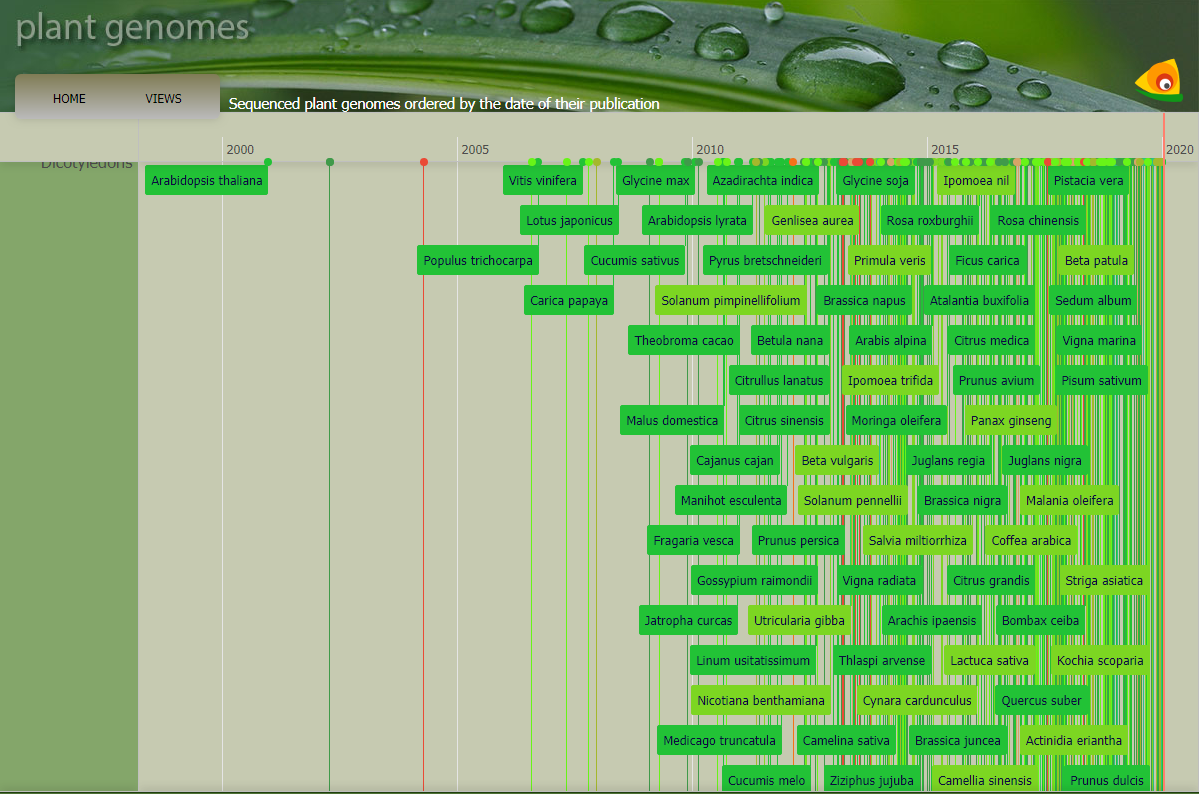 plant genomes
HOME VIEWS
Sequenced plant genomes ordered by the date of their publication
2000 2005 2010 2015 2020
Dicotyledons
Arabidopsis thaliana Vitis vinifera Glycine max Azadirachta indica Glycine soja Ipomoea nil Pistacia vera
Lotus japonicus Arabidopsis lyrata Genlisea aurea Rosa roxburghii Rosa chinensis
Populus trichocarpa Cucumis sativus Pyrus bretschneideri Primula veris Ficus carica Beta patula
Carica papaya Solanum pimpinellifolium Brassica napus Atalantia buxifolia Sedum album
Theobroma cacao Betula nana Arabis alpina Citrus medica Vigna marina
Citrullus lanatus Ipomoea trifida Prunus avium Pisum sativum
Malus domestica Citrus sinensis Moringa oleifera Panax ginseng
Cajanus cajan Beta vulgaris Juglans regia Juglans nigra
Manihot esculenta Solanum pennellii Brassica nigra Malania oleifera
Fragaria vesca Prunus persica Salvia miltiorrhiza Coffea arabica
Gossypium raimondii Vigna radiata Citrus grandis Striga asiatica
Jatropha curcas Utricularia gibba Arachis ipaensis Bombax ceiba
Linum usitatissimum Thlaspi arvense Lactuca sativa Kochia scoparia
Nicotiana benthamiana Cynara cardunculus Quercus suber
Medicago truncatula Camelina sativa Brassica juncea Actinidia eriantha
Cucumis melo Ziziphus jujuba Camellia sinensis Prunus dulcis